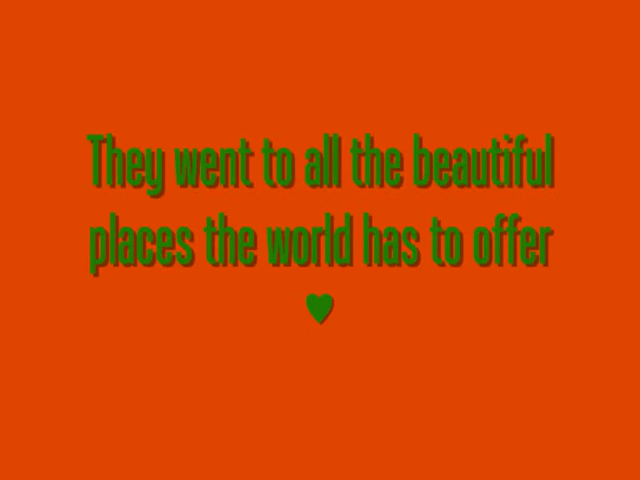 They went to all the beautiful
places the world has to offer
♥